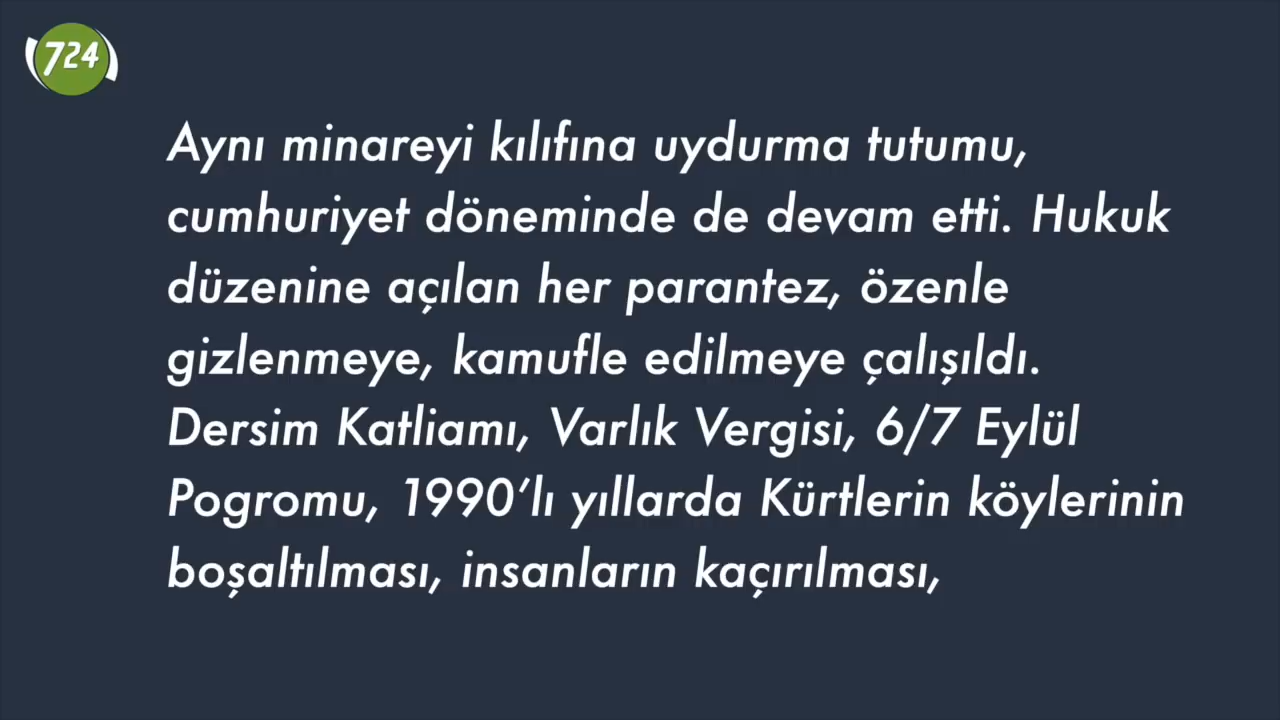 724
Aynı minareyi kılıfına uydurma tutumu,
cumhuriyet döneminde de devam etti. Hukuk
düzenine açılan her parantez, özenle
gizlenmeye, kamufle edilmeye çalışıldı.
Dersim Katliamı, Varlık Vergisi, 6/7 Eylül
Pogromu, 1990’lı yıllarda Kürtlerin köylerinin
boşaltılması, insanların kaçırılması,